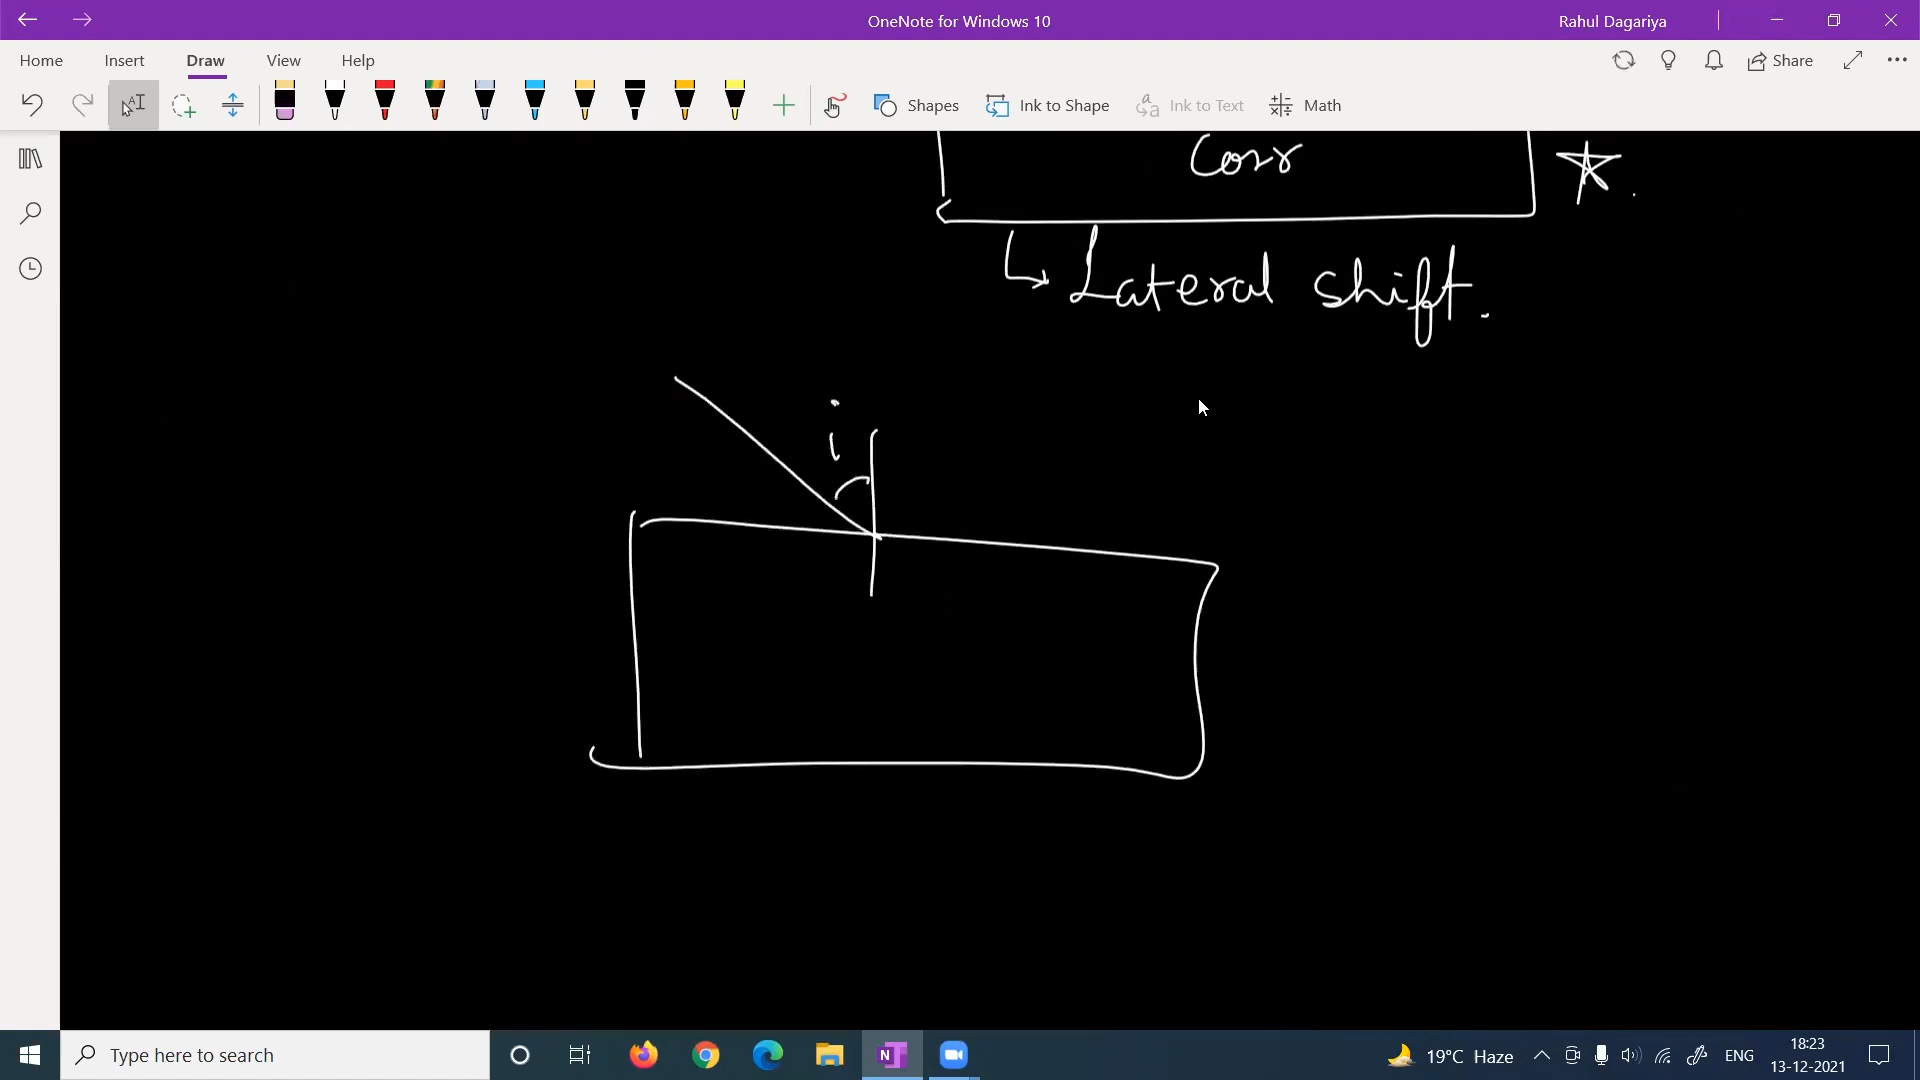 OneNote for Windows 10
Rahul Dagariya
Home Insert Draw View Help
Share
Shapes Ink to Shape Ink to Text Math
Cosr
Lateral shift.
i
Type here to search
N
19°C Haze
ENG
18:23
13-12-2021